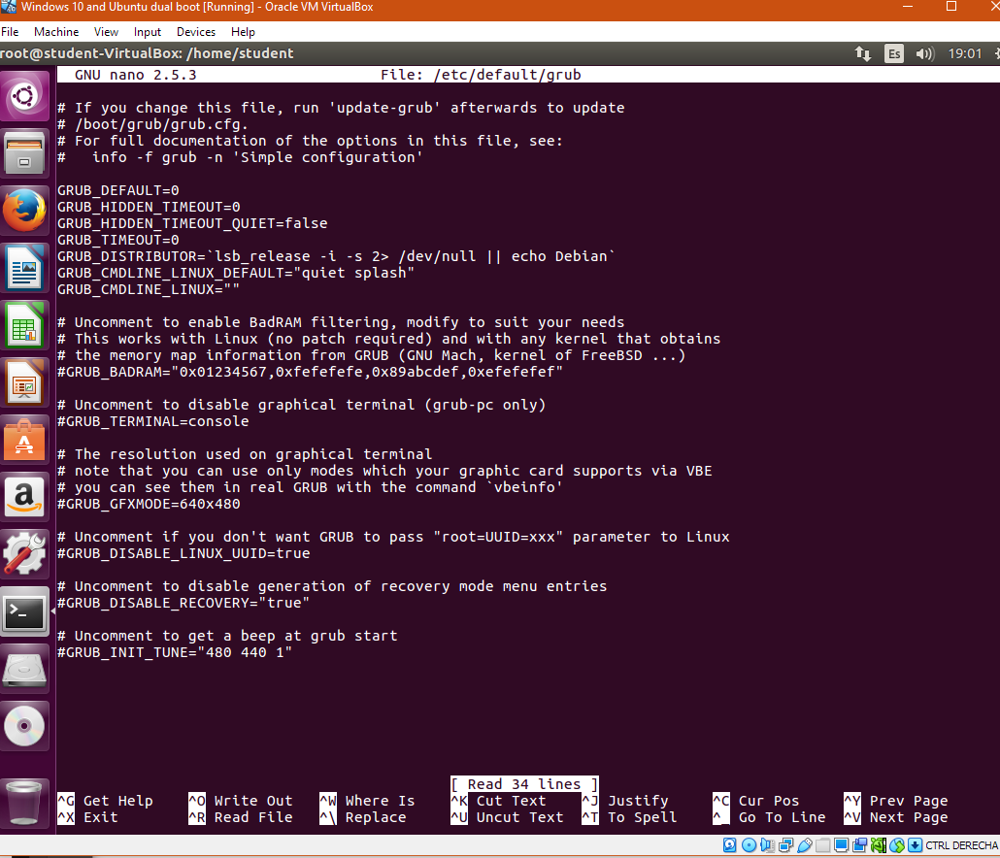 Windows 10 and Ubuntu dual boot [Running] - Oracle VM VirtualBox
File Machine View Input Devices Help
root@student-VirtualBox: /home/student Es 19:01
GNU nano 2.5.3 File: /etc/default/grub
# If you change this file, run 'update-grub' afterwards to update
# /boot/grub/grub.cfg.
# For full documentation of the options in this file, see:
#   info -f grub -n 'Simple configuration'
GRUB_DEFAULT=0
GRUB_HIDDEN_TIMEOUT=0
GRUB_HIDDEN_TIMEOUT_QUIET=false
GRUB_TIMEOUT=0
GRUB_DISTRIBUTOR=`lsb_release -i -s 2> /dev/null || echo Debian`
GRUB_CMDLINE_LINUX_DEFAULT="quiet splash"
GRUB_CMDLINE_LINUX=""
# Uncomment to enable BadRAM filtering, modify to suit your needs
# This works with Linux (no patch required) and with any kernel that obtains
# the memory map information from GRUB (GNU Mach, kernel of FreeBSD ...)
#GRUB_BADRAM="0x01234567,0xfefefefe,0x89abcdef,0xefefefef"
# Uncomment to disable graphical terminal (grub-pc only)
#GRUB_TERMINAL=console
# The resolution used on graphical terminal
# note that you can use only modes which your graphic card supports via VBE
# you can see them in real GRUB with the command `vbeinfo'
#GRUB_GFXMODE=640x480
# Uncomment if you don't want GRUB to pass "root=UUID=xxx" parameter to Linux
#GRUB_DISABLE_LINUX_UUID=true
# Uncomment to disable generation of recovery mode menu entries
#GRUB_DISABLE_RECOVERY="true"
# Uncomment to get a beep at grub start
#GRUB_INIT_TUNE="480 440 1"
[ Read 34 lines ]
^G Get Help ^O Write Out ^W Where Is ^K Cut Text ^J Justify ^C Cur Pos ^Y Prev Page
^X Exit ^R Read File ^\ Replace ^U Uncut Text ^T To Spell ^_ Go To Line ^V Next Page
CTRL DERECHA